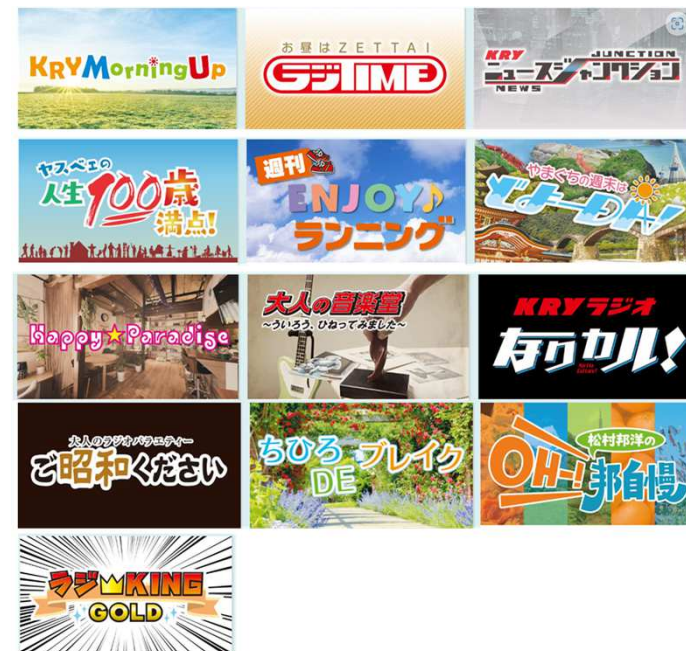 KRYMorningUp
お昼はZETTAI
ラジTIME
KRY
JUNCTION
ニュースジャンクション
NEWS
ヤスベェの
人生100歳
満点!
週刊
ENJOY♪
ランニング
やまぐちの週末は
どよーDA!
Happy★Paradise
大人の音楽堂
~ういろう、ひねってみました~
KRYラジオ
なりカル!
大人のラジオバラエティー
ご昭和ください
ちひろ
DE
ブレイク
松村邦洋の
OH-!
邦自慢
ラジKING
GOLD